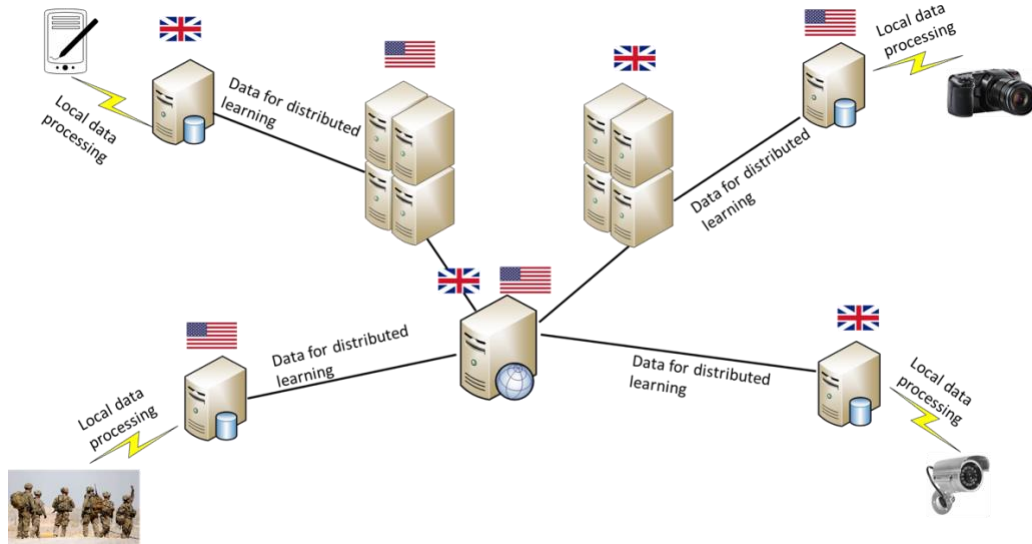 Local data
processing
Data for distributed
learning
Data for distributed
learning
Local data
processing
Local data
processing
Data for distributed
learning
Data for distributed
learning
Local data
processing